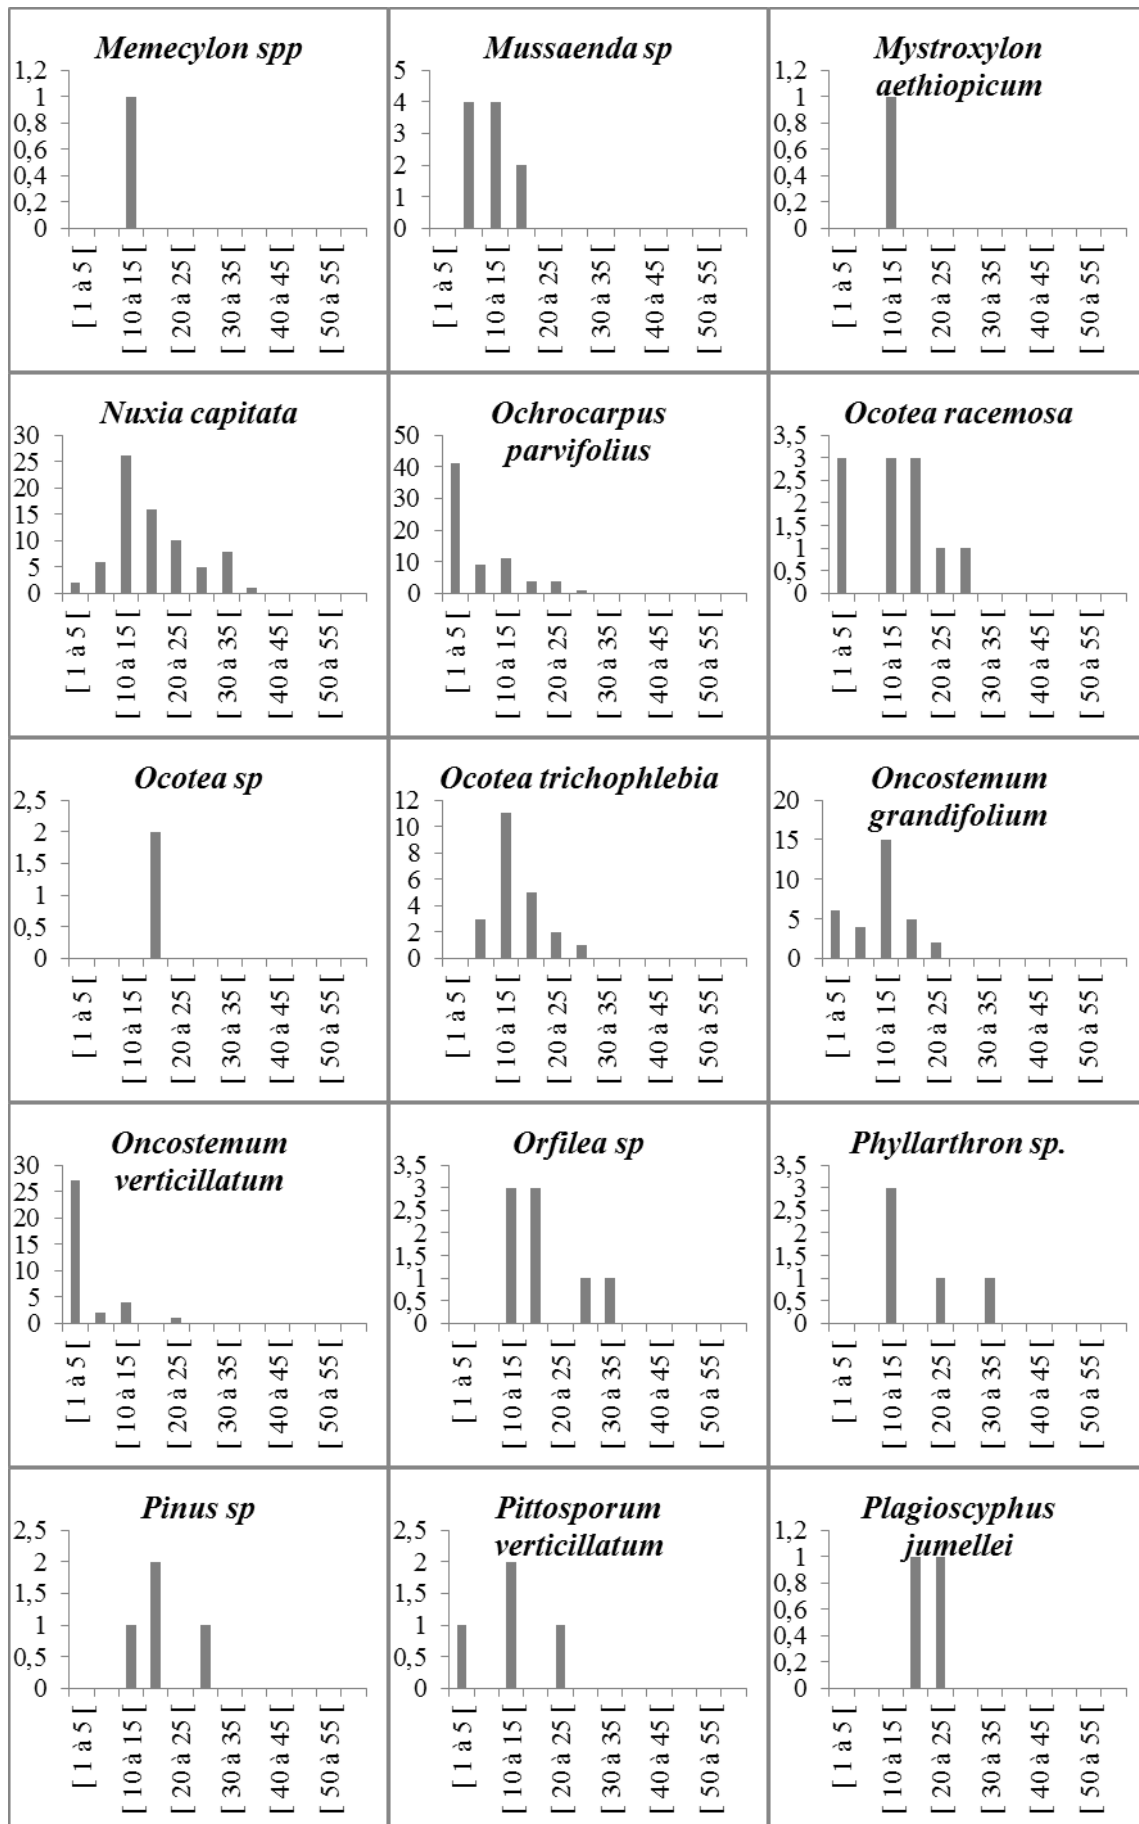 Memecylon spp
1,2
1
0,8
0,6
0,4
0,2
0
[ 1 à 5 [
[ 10 à 15 [
[ 20 à 25 [
[ 30 à 35 [
[ 40 à 45 [
[ 50 à 55 [
Mussaenda sp
5
4
3
2
1
0
[ 1 à 5 [
[ 10 à 15 [
[ 20 à 25 [
[ 30 à 35 [
[ 40 à 45 [
[ 50 à 55 [
Mystroxylon
aethiopicum
1,2
1
0,8
0,6
0,4
0,2
0
[ 1 à 5 [
[ 10 à 15 [
[ 20 à 25 [
[ 30 à 35 [
[ 40 à 45 [
[ 50 à 55 [
Nuxia capitata
30
25
20
15
10
5
0
[ 1 à 5 [
[ 10 à 15 [
[ 20 à 25 [
[ 30 à 35 [
[ 40 à 45 [
[ 50 à 55 [
Ochrocarpus
parvifolius
50
40
30
20
10
0
[ 1 à 5 [
[ 10 à 15 [
[ 20 à 25 [
[ 30 à 35 [
[ 40 à 45 [
[ 50 à 55 [
Ocotea racemosa
3,5
3
2,5
2
1,5
1
0,5
0
[ 1 à 5 [
[ 10 à 15 [
[ 20 à 25 [
[ 30 à 35 [
[ 40 à 45 [
[ 50 à 55 [
Ocotea sp
2,5
2
1,5
1
0,5
0
[ 1 à 5 [
[ 10 à 15 [
[ 20 à 25 [
[ 30 à 35 [
[ 40 à 45 [
[ 50 à 55 [
Ocotea trichophlebia
12
10
8
6
4
2
0
[ 1 à 5 [
[ 10 à 15 [
[ 20 à 25 [
[ 30 à 35 [
[ 40 à 45 [
[ 50 à 55 [
Oncostemum
grandifolium
20
15
10
5
0
[ 1 à 5 [
[ 10 à 15 [
[ 20 à 25 [
[ 30 à 35 [
[ 40 à 45 [
[ 50 à 55 [
Oncostemum
verticillatum
30
25
20
15
10
5
0
[ 1 à 5 [
[ 10 à 15 [
[ 20 à 25 [
[ 30 à 35 [
[ 40 à 45 [
[ 50 à 55 [
Orfilea sp
3,5
3
2,5
2
1,5
1
0,5
0
[ 1 à 5 [
[ 10 à 15 [
[ 20 à 25 [
[ 30 à 35 [
[ 40 à 45 [
[ 50 à 55 [
Phyllarthron sp.
3,5
3
2,5
2
1,5
1
0,5
0
[ 1 à 5 [
[ 10 à 15 [
[ 20 à 25 [
[ 30 à 35 [
[ 40 à 45 [
[ 50 à 55 [
Pinus sp
2,5
2
1,5
1
0,5
0
[ 1 à 5 [
[ 10 à 15 [
[ 20 à 25 [
[ 30 à 35 [
[ 40 à 45 [
[ 50 à 55 [
Pittosporum
verticillatum
2,5
2
1,5
1
0,5
0
[ 1 à 5 [
[ 10 à 15 [
[ 20 à 25 [
[ 30 à 35 [
[ 40 à 45 [
[ 50 à 55 [
Plagioscyphus
jumellei
1,2
1
0,8
0,6
0,4
0,2
0
[ 1 à 5 [
[ 10 à 15 [
[ 20 à 25 [
[ 30 à 35 [
[ 40 à 45 [
[ 50 à 55 [